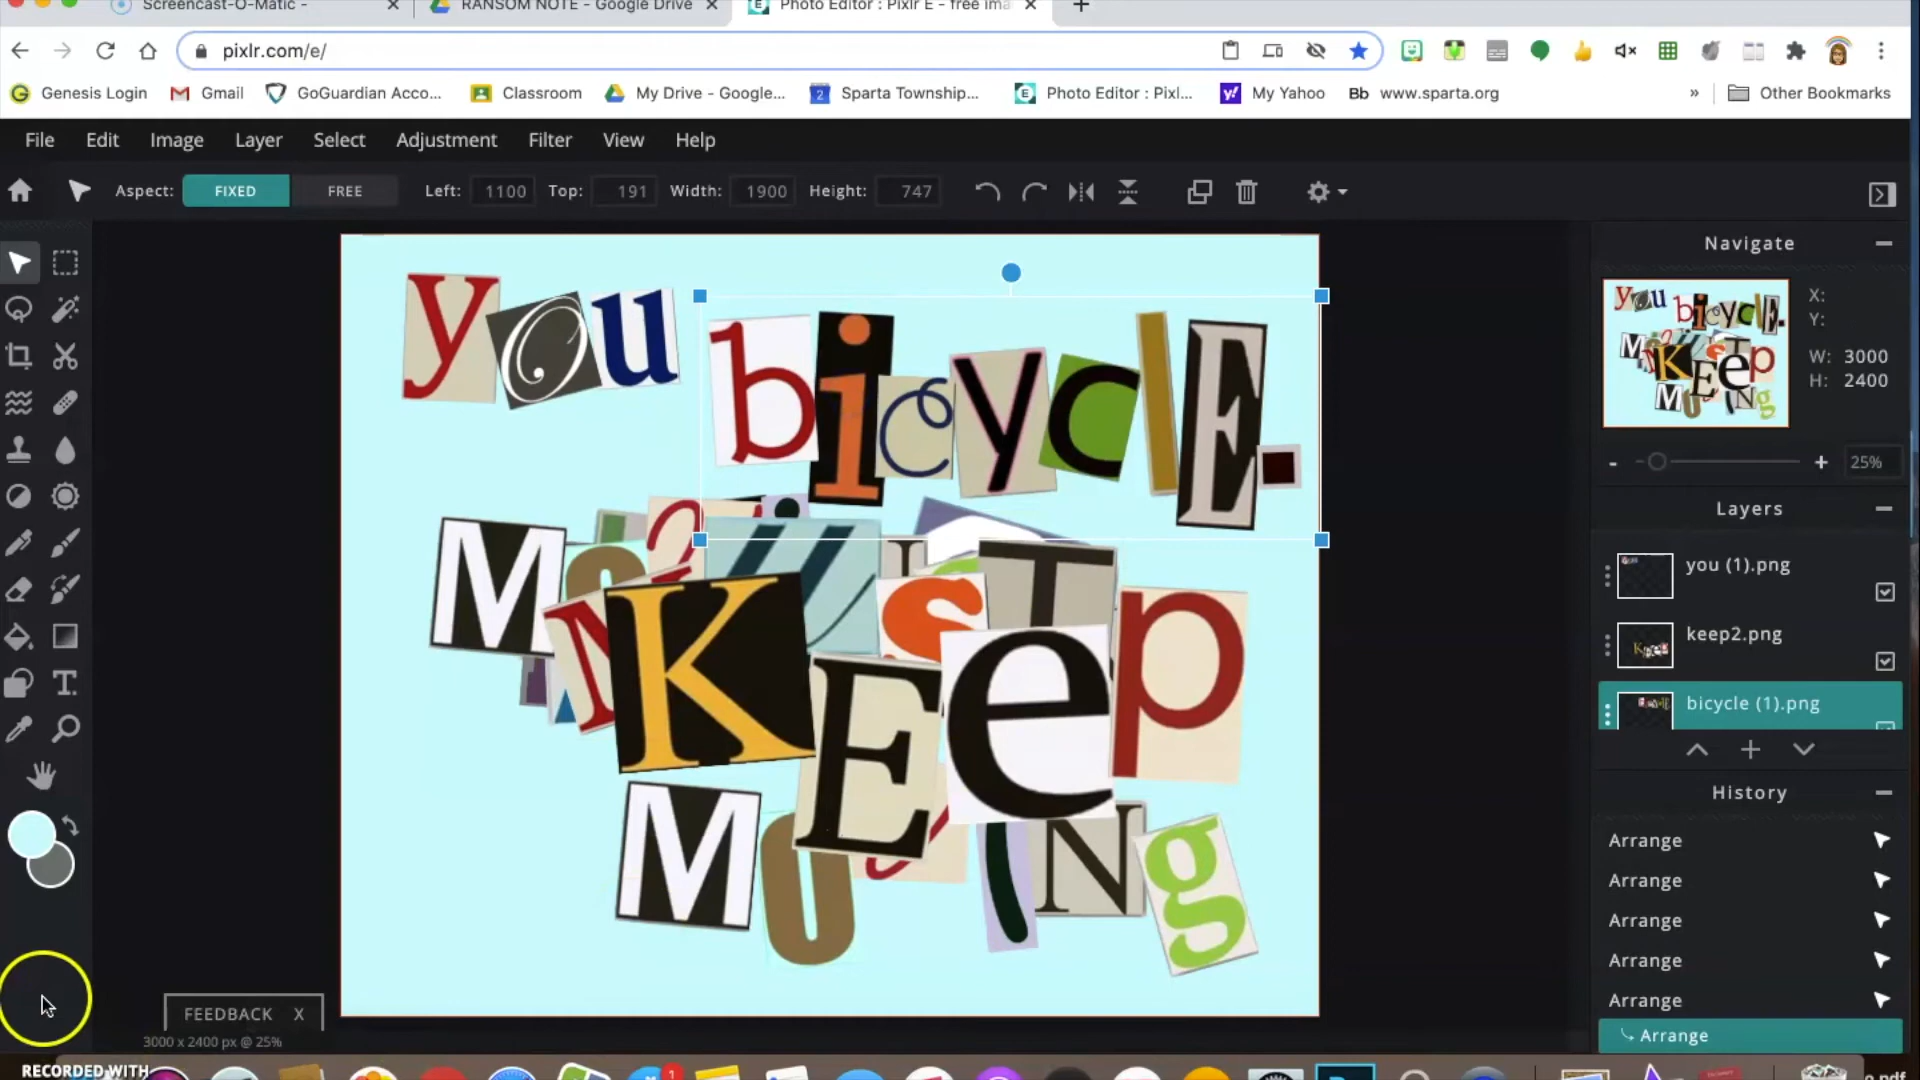 Screencast-O-Matic -
RANSOM NOTE - Google Drive
Photo Editor : Pixlr E - free ima
pixlr.com/e/
Genesis Login
Gmail
GoGuardian Acco...
Classroom
My Drive - Google...
Sparta Township...
Photo Editor : Pixl...
My Yahoo
Bb www.sparta.org
»
Other Bookmarks
File Edit Image Layer Select Adjustment Filter View Help
Aspect: FIXED FREE Left: 1100 Top: 191 Width: 1900 Height: 747
Navigate
X:
Y:
W: 3000
H: 2400
- + 25%
Layers
you (1).png
keep2.png
bicycle (1).png
History
Arrange
Arrange
Arrange
Arrange
Arrange
Arrange
you
bicyclE.
KEep
MOvING
FEEDBACK X
3000 x 2400 px @ 25%
RECORDED WITH
1